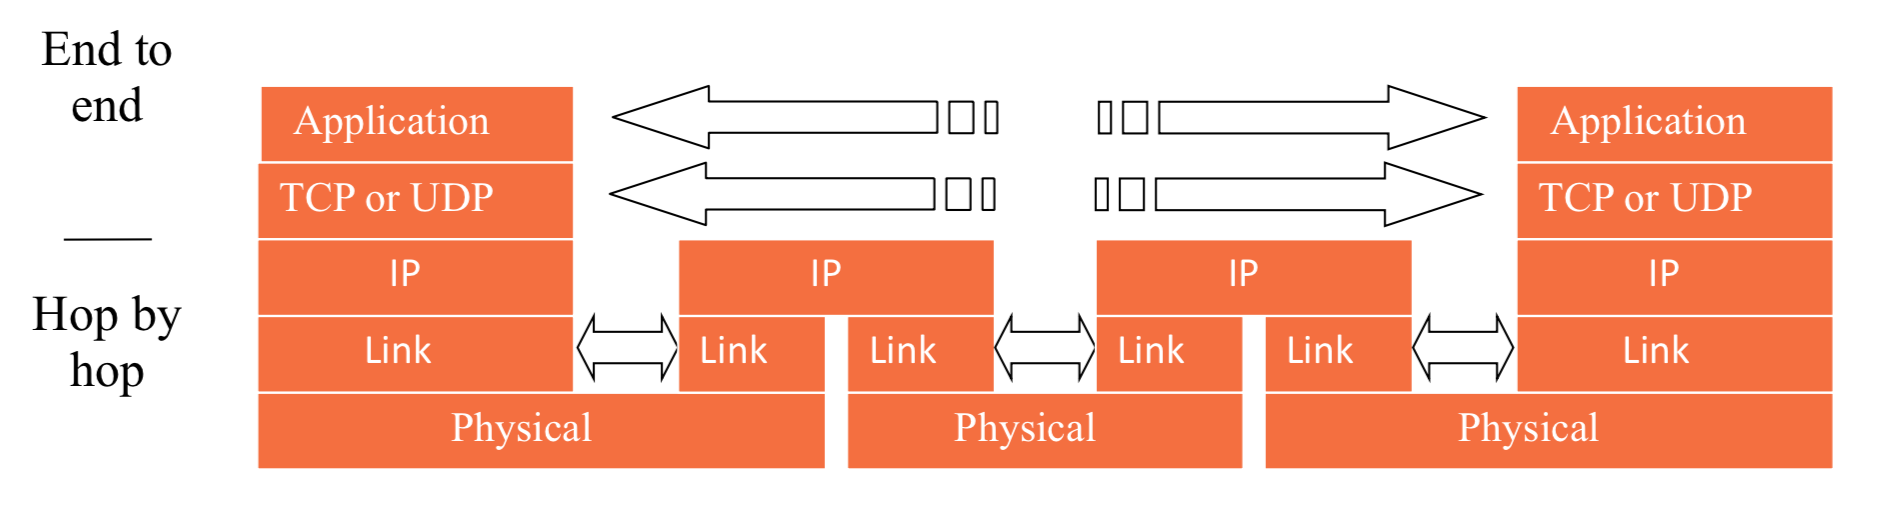 End to
end
Application
Application
TCP or UDP
TCP or UDP
IP
IP
IP
IP
Hop by
hop
Link
Link
Link
Link
Link
Link
Physical
Physical
Physical